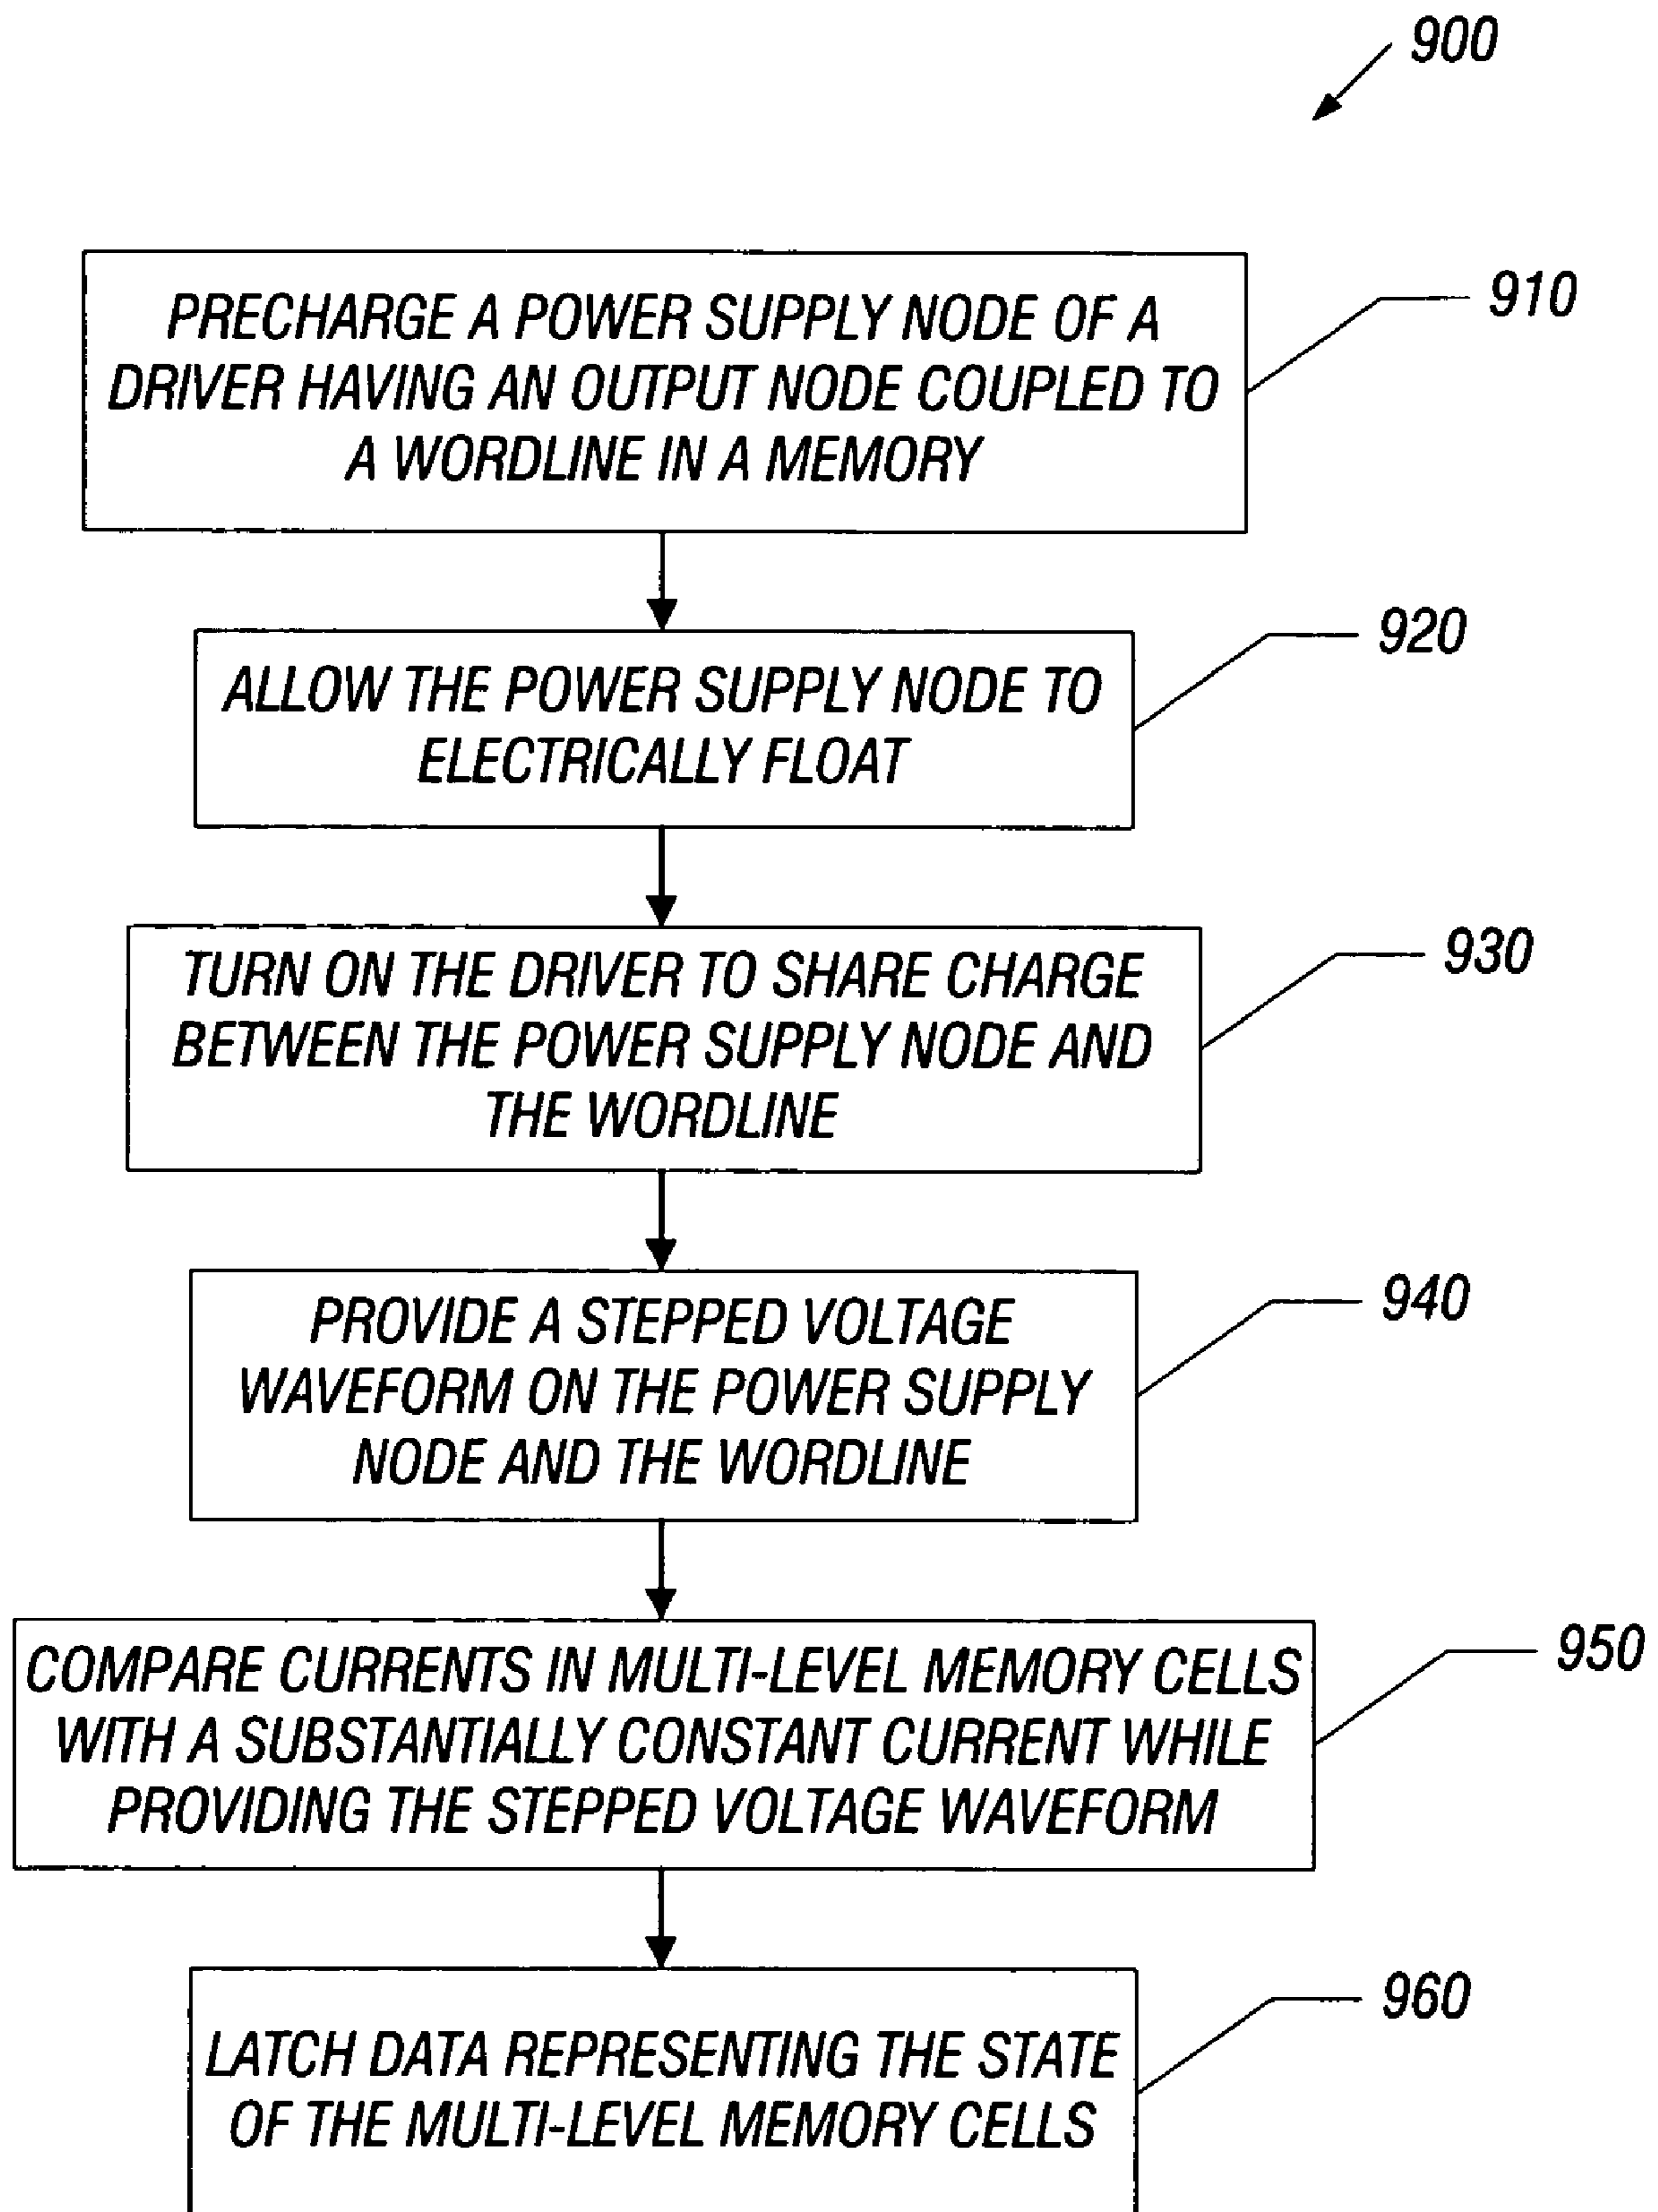 900
PRECHARGE A POWER SUPPLY NODE OF A
DRIVER HAVING AN OUTPUT NODE COUPLED TO
A WORDLINE IN A MEMORY
910
ALLOW THE POWER SUPPLY NODE TO
ELECTRICALLY FLOAT
920
TURN ON THE DRIVER TO SHARE CHARGE
BETWEEN THE POWER SUPPLY NODE AND
THE WORDLINE
930
PROVIDE A STEPPED VOLTAGE
WAVEFORM ON THE POWER SUPPLY
NODE AND THE WORDLINE
940
COMPARE CURRENTS IN MULTI-LEVEL MEMORY CELLS
WITH A SUBSTANTIALLY CONSTANT CURRENT WHILE
PROVIDING THE STEPPED VOLTAGE WAVEFORM
950
LATCH DATA REPRESENTING THE STATE
OF THE MULTI-LEVEL MEMORY CELLS
960